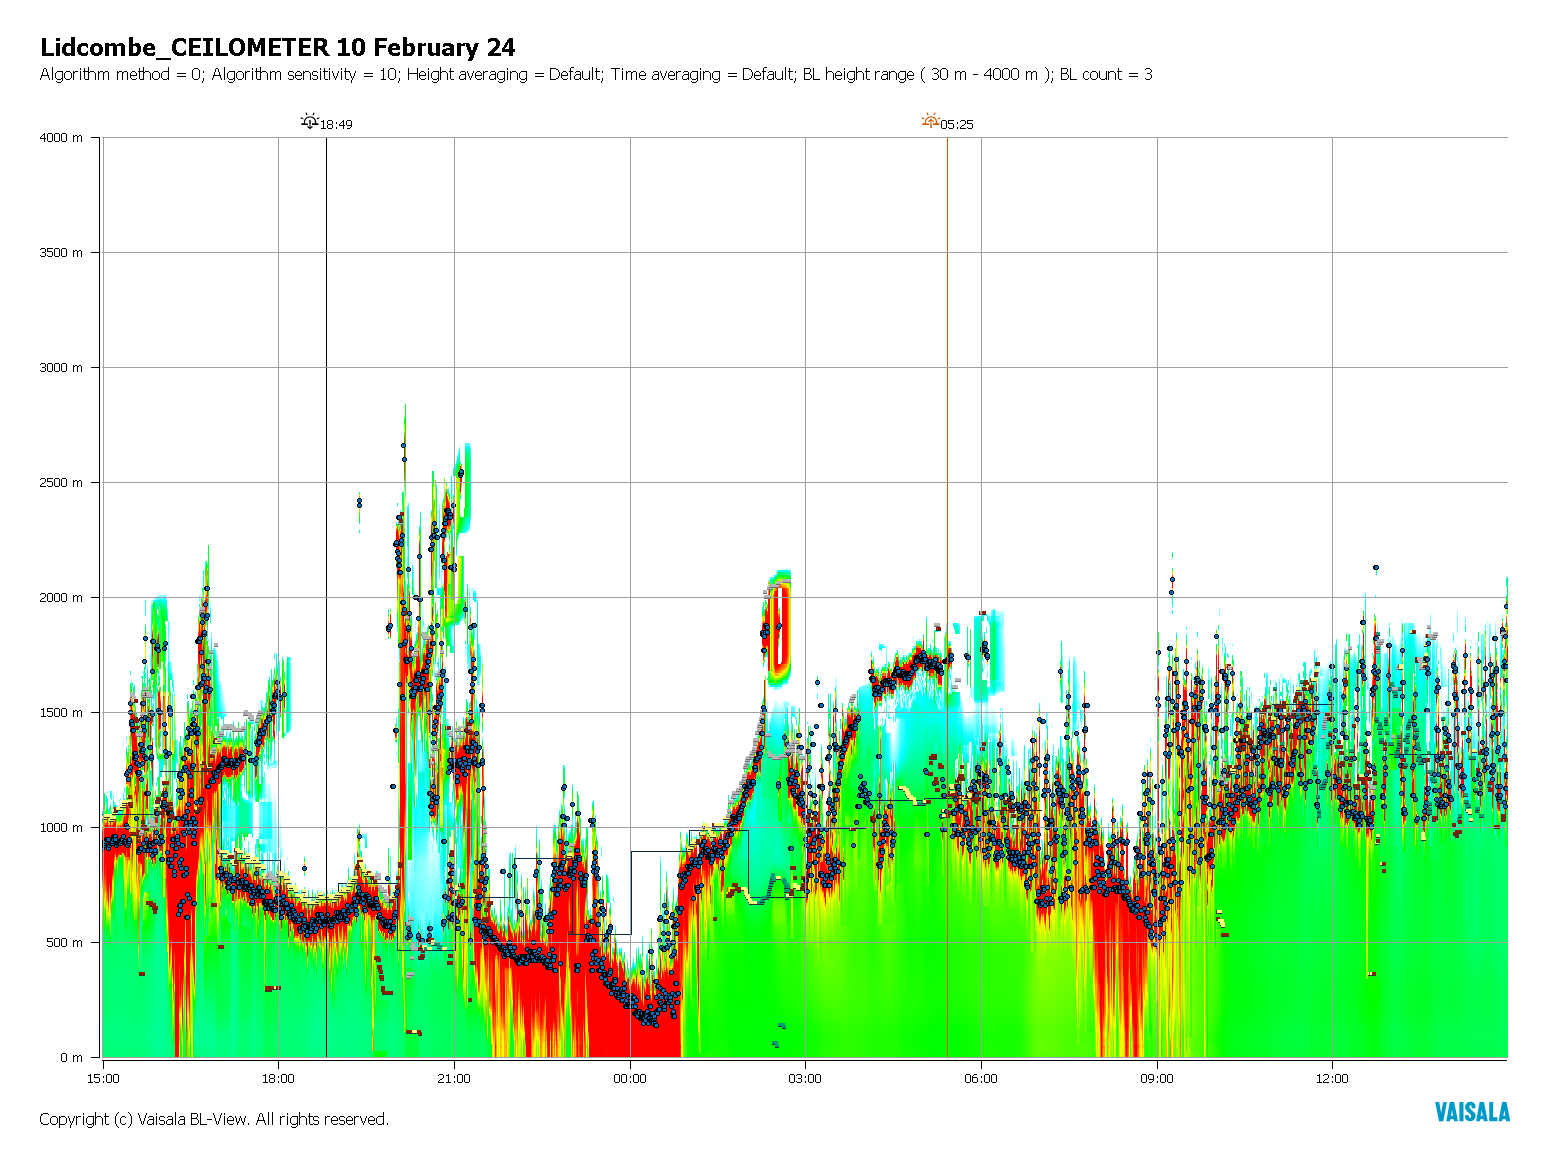 Lidcombe_CEILOMETER 10 February 24
Algorithm method = 0; Algorithm sensitivity = 10; Height averaging = Default; Time averaging = Default; BL height range ( 30 m - 4000 m ); BL count = 3
18:49
05:25
4000 m
3500 m
3000 m
2500 m
2000 m
1500 m
1000 m
500 m
0 m
15:00
18:00
21:00
00:00
03:00
06:00
09:00
12:00
Copyright (c) Vaisala BL-View. All rights reserved.
VAISALA